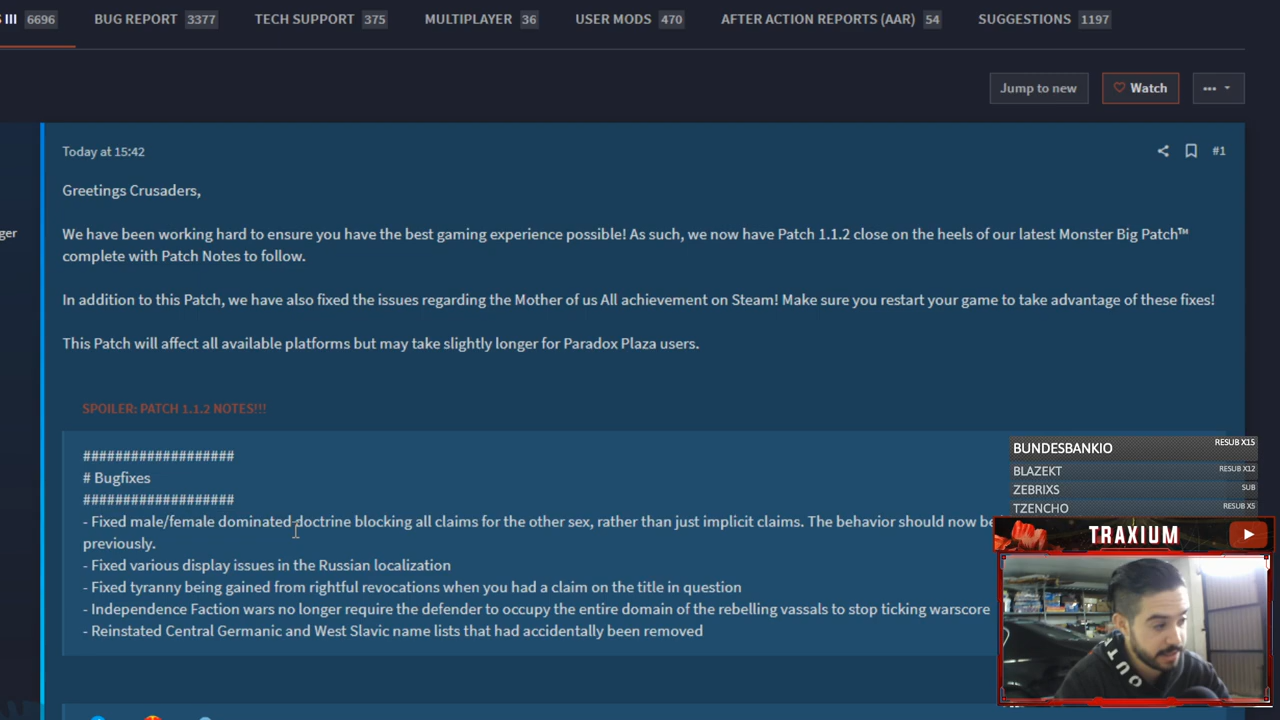 S III 6696 BUG REPORT 3377 TECH SUPPORT 375 MULTIPLAYER 36 USER MODS 470 AFTER ACTION REPORTS (AAR) 54 SUGGESTIONS 1197
Jump to new Watch
Today at 15:42 #1
Greetings Crusaders,
ger
We have been working hard to ensure you have the best gaming experience possible! As such, we now have Patch 1.1.2 close on the heels of our latest Monster Big Patch™
complete with Patch Notes to follow.
In addition to this Patch, we have also fixed the issues regarding the Mother of us All achievement on Steam! Make sure you restart your game to take advantage of these fixes!
This Patch will affect all available platforms but may take slightly longer for Paradox Plaza users.
SPOILER: PATCH 1.1.2 NOTES!!!
###################
# Bugfixes
###################
- Fixed male/female dominated doctrine blocking all claims for the other sex, rather than just implicit claims. The behavior should now be
previously.
- Fixed various display issues in the Russian localization
- Fixed tyranny being gained from rightful revocations when you had a claim on the title in question
- Independence Faction wars no longer require the defender to occupy the entire domain of the rebelling vassals to stop ticking warscore
- Reinstated Central Germanic and West Slavic name lists that had accidentally been removed
BUNDESBANKIO RESUB X15
BLAZEKT RESUB X12
ZEBRIXS SUB
TZENCHO RESUB X5
TRAXIUM
OUTR